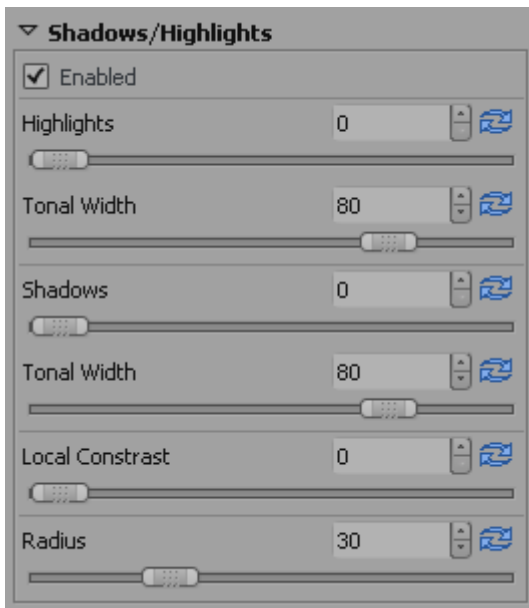 Shadows/Highlights
Enabled
Highlights 0
Tonal Width 80
Shadows 0
Tonal Width 80
Local Constrast 0
Radius 30